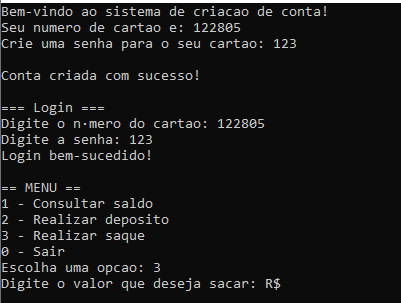 Bem-vindo ao sistema de criacao de conta!
Seu numero de cartao e: 122805
Crie uma senha para o seu cartao: 123
Conta criada com sucesso!
=== Login ===
Digite o n·mero do cartao: 122805
Digite a senha: 123
Login bem-sucedido!
== MENU ==
1 - Consultar saldo
2 - Realizar deposito
3 - Realizar saque
0 - Sair
Escolha uma opcao: 3
Digite o valor que deseja sacar: R$